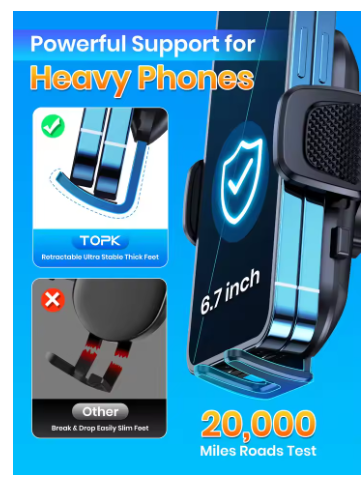 Powerful Support for
Heavy Phones
TOPK
Retractable Ultra Stable Thick Feet
6.7 inch
Other
Break & Drop Easily Slim Feet
20,000
Miles Roads Test